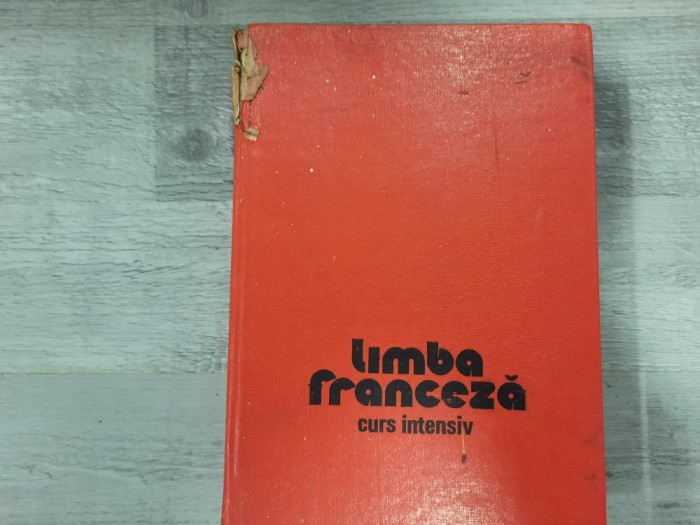 limba
franceză
curs intensiv